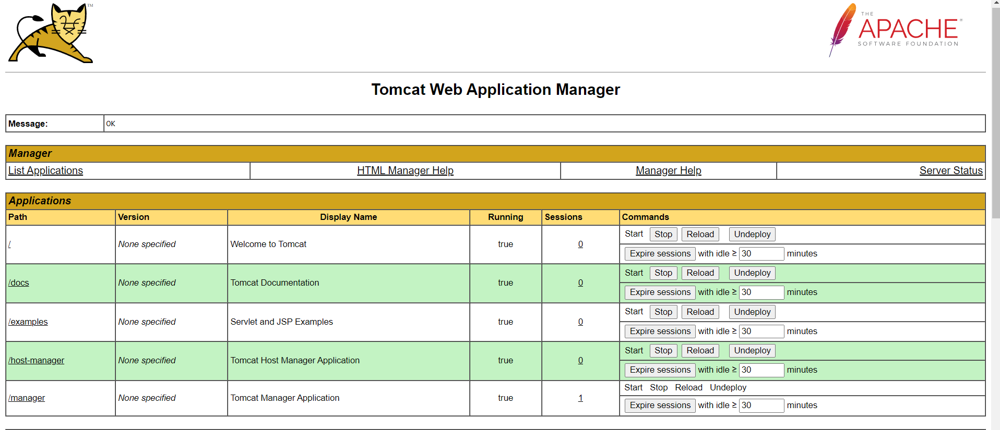 TM
THE
APACHE®
SOFTWARE FOUNDATION
Tomcat Web Application Manager
Message: OK
Manager
List Applications HTML Manager Help Manager Help Server Status
Applications
Path Version Display Name Running Sessions Commands
/ None specified Welcome to Tomcat true 0 Start Stop Reload Undeploy
Expire sessions with idle ≥ 30 minutes
/docs None specified Tomcat Documentation true 0 Start Stop Reload Undeploy
Expire sessions with idle ≥ 30 minutes
/examples None specified Servlet and JSP Examples true 0 Start Stop Reload Undeploy
Expire sessions with idle ≥ 30 minutes
/host-manager None specified Tomcat Host Manager Application true 0 Start Stop Reload Undeploy
Expire sessions with idle ≥ 30 minutes
/manager None specified Tomcat Manager Application true 1 Start Stop Reload Undeploy
Expire sessions with idle ≥ 30 minutes